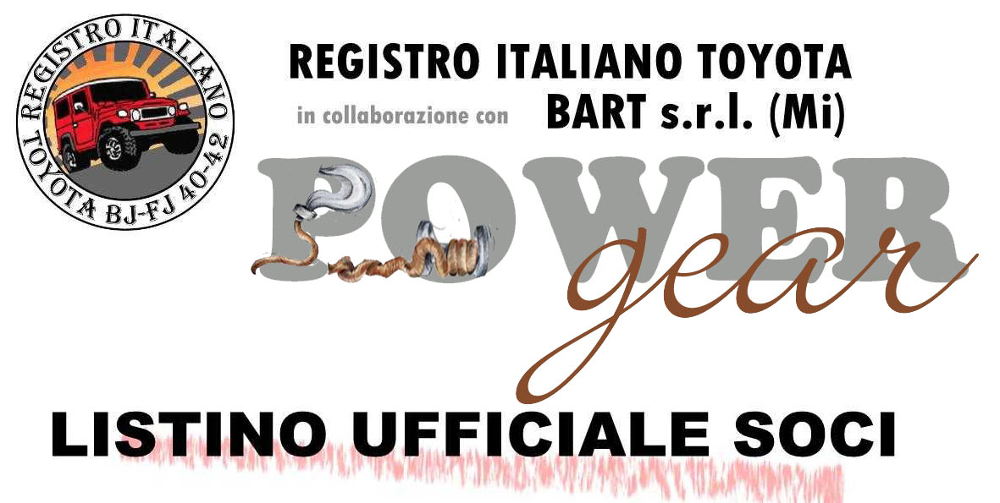 REGISTRO ITALIANO
TOYOTA BJ-FJ 40-42
REGISTRO ITALIANO TOYOTA
in collaborazione con BART s.r.l. (Mi)
POWER
gear
LISTINO UFFICIALE SOCI